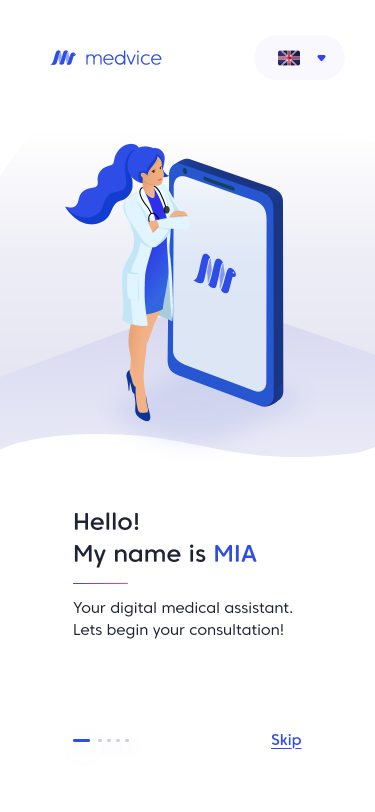 medvice
Hello!
My name is MIA
Your digital medical assistant.
Lets begin your consultation!
Skip